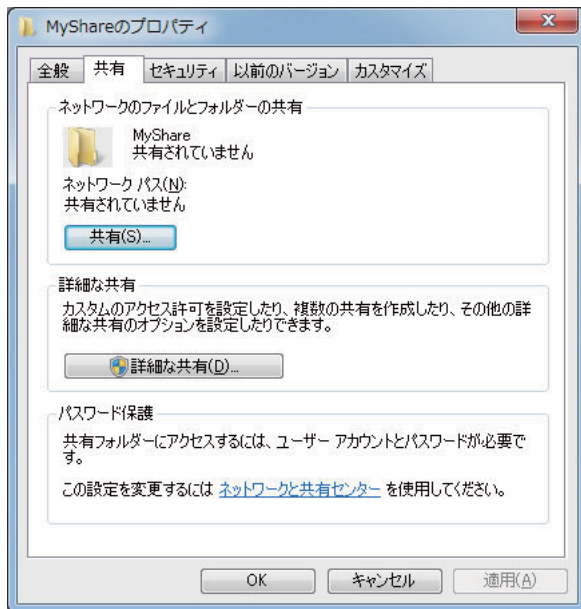 MyShareのプロパティ
全般 共有 セキュリティ 以前のバージョン カスタマイズ
ネットワークのファイルとフォルダーの共有
MyShare
共有されていません
ネットワーク パス(N):
共有されていません
共有(S)...
詳細な共有
カスタムのアクセス許可を設定したり、複数の共有を作成したり、その他の詳
細な共有のオプションを設定したりできます。
詳細な共有(D)...
パスワード保護
共有フォルダーにアクセスするには、ユーザー アカウントとパスワードが必要で
す。
この設定を変更するには ネットワークと共有センター を使用してください。
OK キャンセル 適用(A)